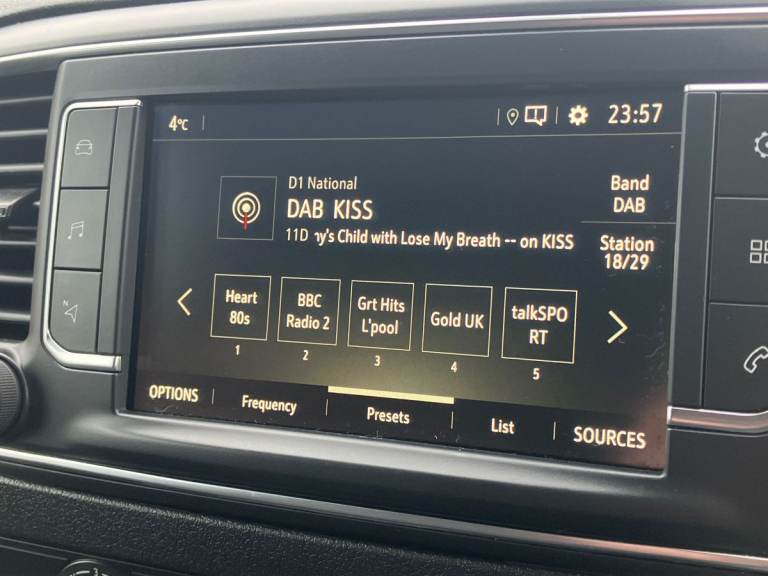 4°C
23:57
D1 National
DAB KISS
11D ny's Child with Lose My Breath -- on KISS
Band
DAB
Station
18/29
Heart
80s
BBC
Radio 2
Grt Hits
L'pool
Gold UK
talkSPO
RT
1
2
3
4
5
OPTIONS
Frequency
Presets
List
SOURCES
N